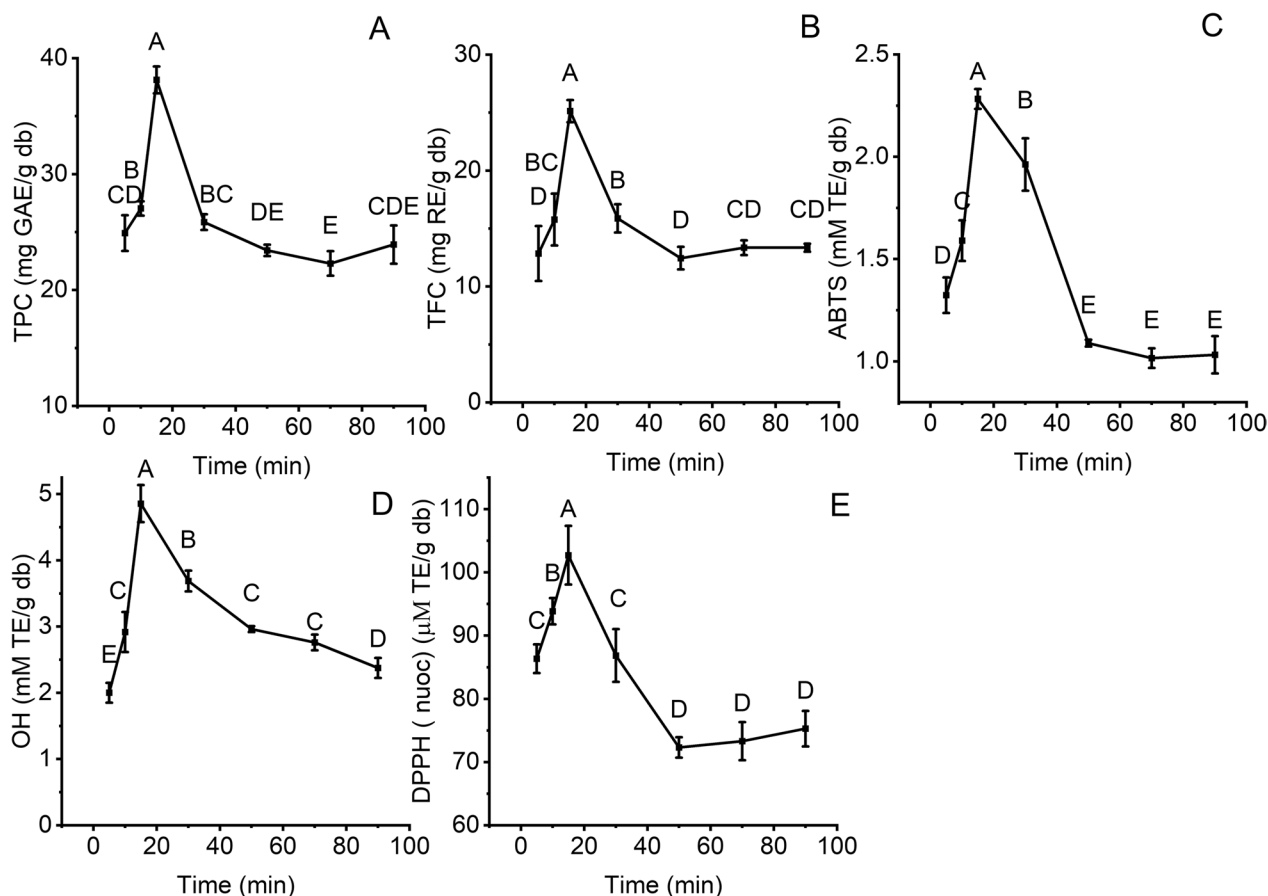 A
TPC (mg GAE/g db)
40
30
20
10
CD
B
A
BC
DE
E
CDE
0 20 40 60 80 100
Time (min)
B
TFC (mg RE/g db)
30
20
10
0
D
BC
A
B
D
CD
CD
0 20 40 60 80 100
Time (min)
C
ABTS (mM TE/g db)
2.5
2.0
1.5
1.0
D
C
A
B
E
E
E
0 20 40 60 80 100
Time (min)
D
OH (mM TE/g db)
5
4
3
2
1
0
E
C
A
B
C
C
D
0 20 40 60 80 100
Time (min)
E
DPPH ( nuoc) (μM TE/g db)
110
100
90
80
70
60
C
B
A
C
D
D
D
0 20 40 60 80 100
Time (min)